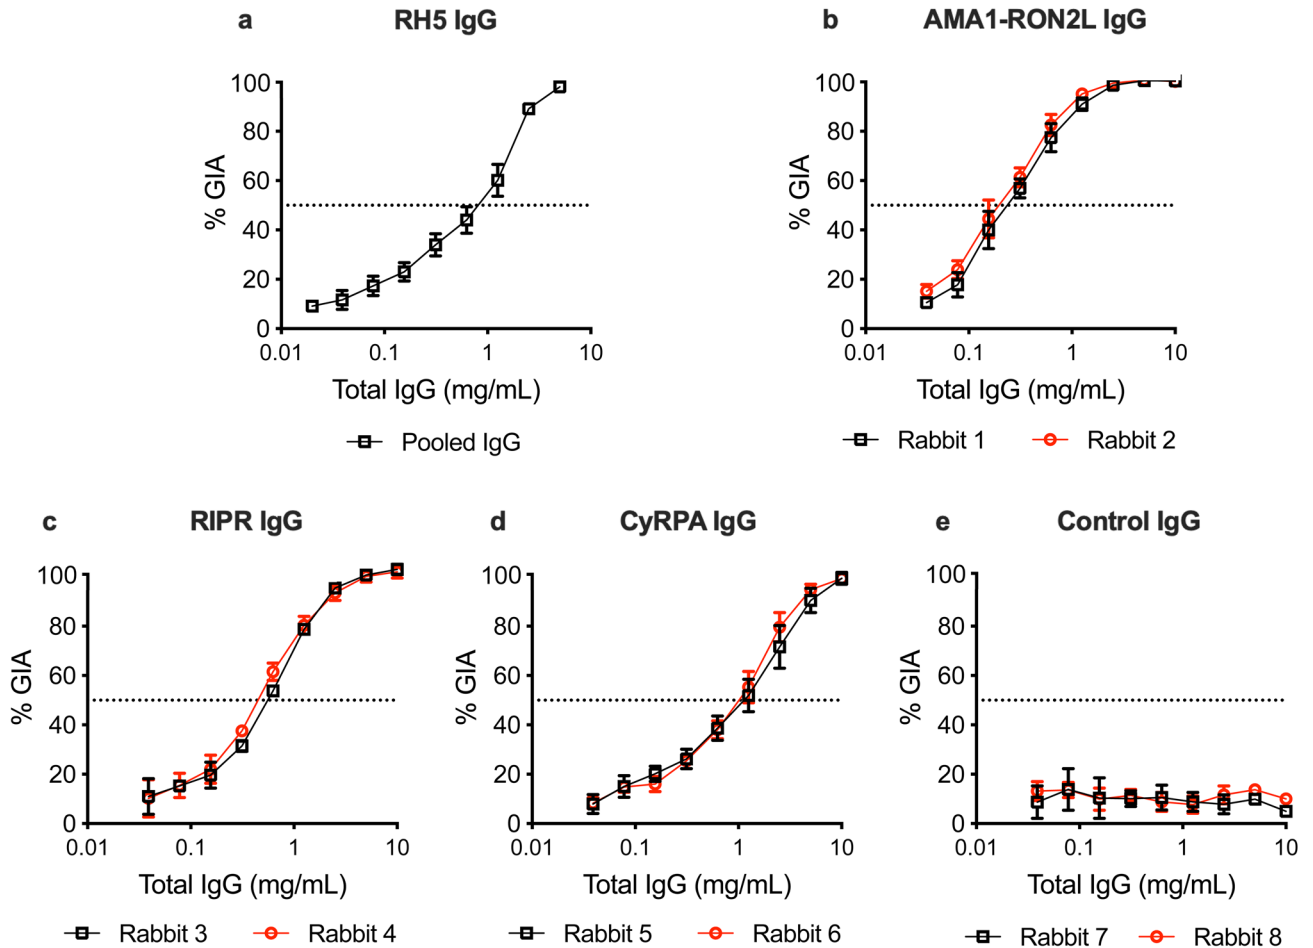 a RH5 IgG
100
80
60
40
20
0
% GIA
0.01 0.1 1 10
Total IgG (mg/mL)
Pooled IgG
b AMA1-RON2L IgG
100
80
60
40
20
0
% GIA
0.01 0.1 1 10
Total IgG (mg/mL)
Rabbit 1 Rabbit 2
c RIPR IgG
100
80
60
40
20
0
% GIA
0.01 0.1 1 10
Total IgG (mg/mL)
Rabbit 3 Rabbit 4
d CyRPA IgG
100
80
60
40
20
0
% GIA
0.01 0.1 1 10
Total IgG (mg/mL)
Rabbit 5 Rabbit 6
e Control IgG
100
80
60
40
20
0
% GIA
0.01 0.1 1 10
Total IgG (mg/mL)
Rabbit 7 Rabbit 8